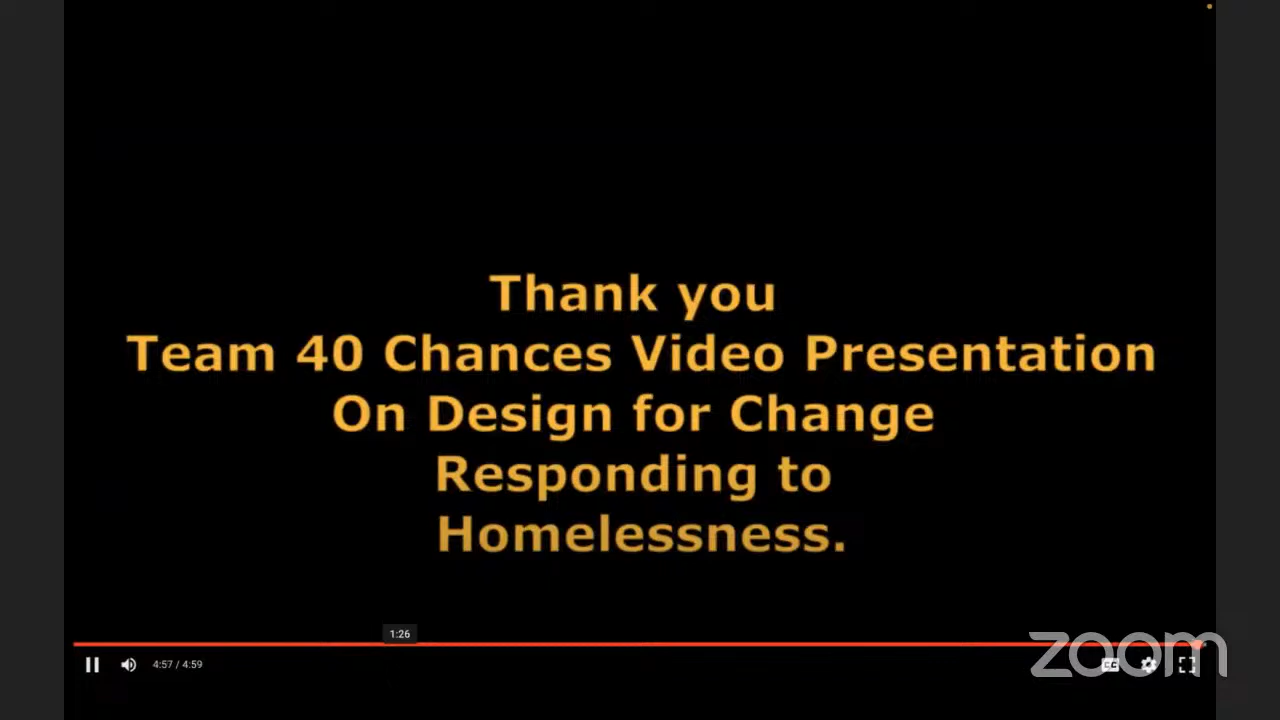 Thank you
Team 40 Chances Video Presentation
On Design for Change
Responding to
Homelessness.
1:26
4:57 / 4:59
CC
zoom